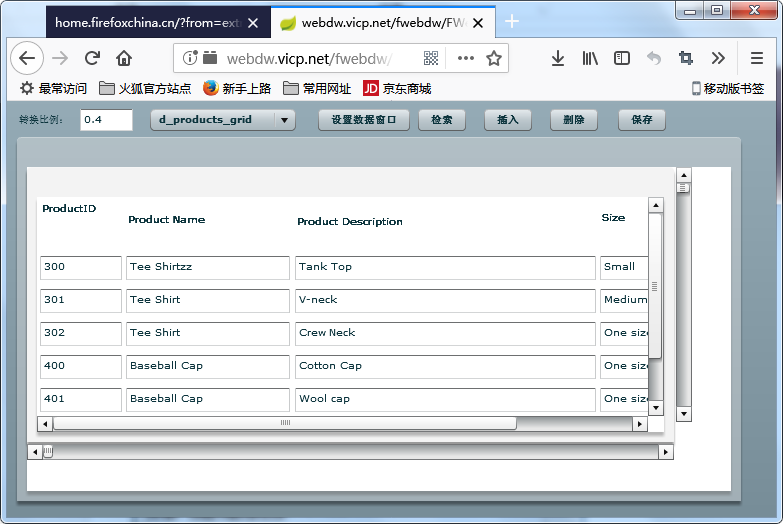 home.firefoxchina.cn/?from=ext
webdw.vicp.net/fwebdw/FW
webdw.vicp.net/fwebdw/
最常访问 火狐官方站点 新手上路 常用网址 JD 京东商城 移动版书签
转换比例: 0.4 d_products_grid 设置数据窗口 检索 插入 删除 保存
ProductID Product Name Product Description Size
300 Tee Shirtzz Tank Top Small
301 Tee Shirt V-neck Medium
302 Tee Shirt Crew Neck One size
400 Baseball Cap Cotton Cap One size
401 Baseball Cap Wool cap One size